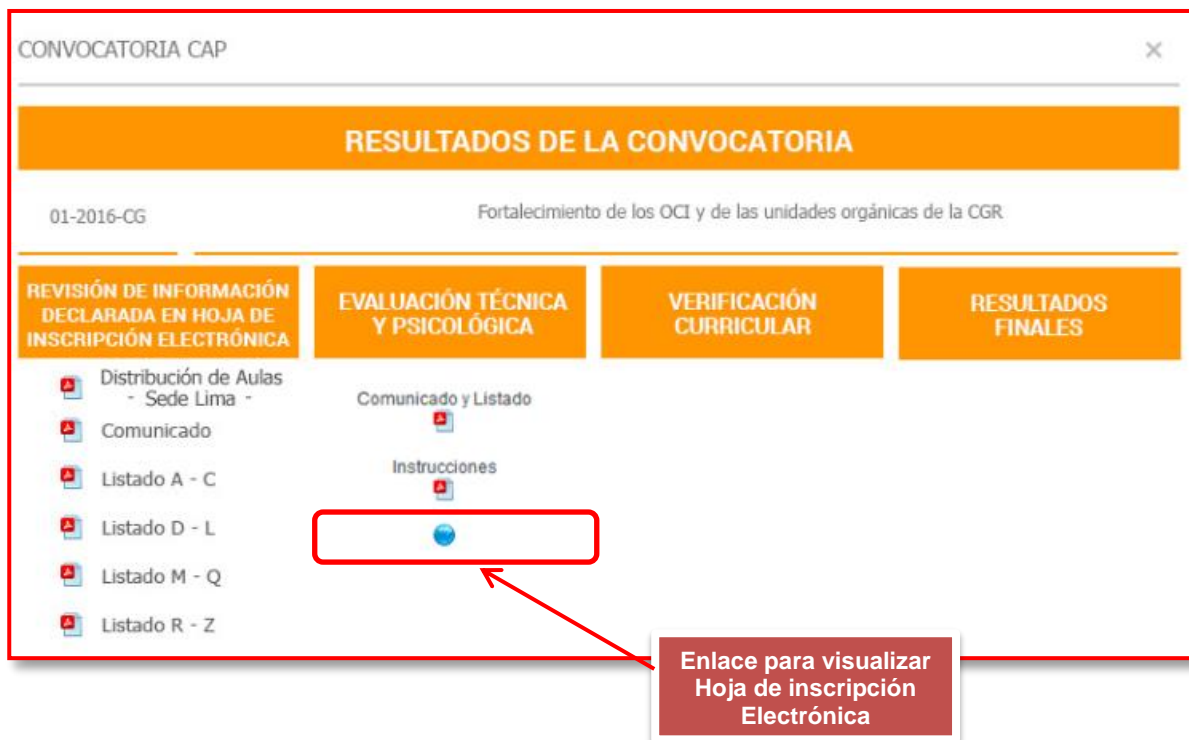 CONVOCATORIA CAP
×
RESULTADOS DE LA CONVOCATORIA
01-2016-CG
Fortalecimiento de los OCI y de las unidades orgánicas de la CGR
REVISIÓN DE INFORMACIÓN
DECLARADA EN HOJA DE
INSCRIPCIÓN ELECTRÓNICA
EVALUACIÓN TÉCNICA
Y PSICOLÓGICA
VERIFICACIÓN
CURRICULAR
RESULTADOS
FINALES
Distribución de Aulas
- Sede Lima -
Comunicado
Listado A - C
Listado D - L
Listado M - Q
Listado R - Z
Comunicado y Listado
Instrucciones
Enlace para visualizar
Hoja de inscripción
Electrónica